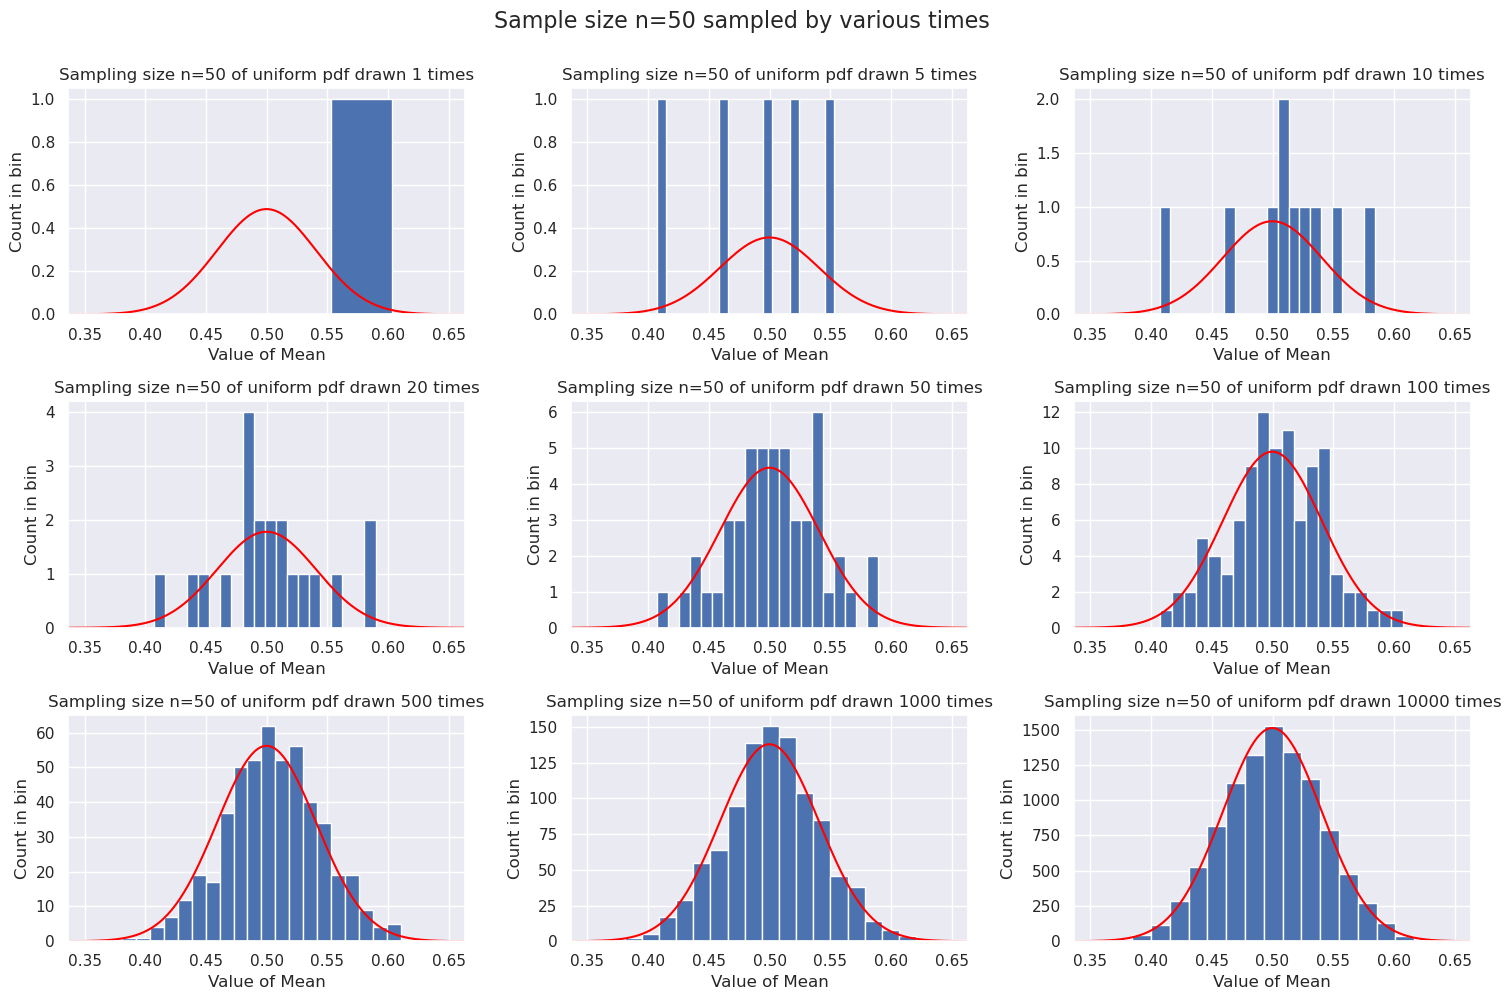 Sample size n=50 sampled by various times
Sampling size n=50 of uniform pdf drawn 1 times
1.0
0.8
0.6
0.4
0.2
0.0
Count in bin
0.35 0.40 0.45 0.50 0.55 0.60 0.65
Value of Mean
Sampling size n=50 of uniform pdf drawn 5 times
1.0
0.8
0.6
0.4
0.2
0.0
Count in bin
0.35 0.40 0.45 0.50 0.55 0.60 0.65
Value of Mean
Sampling size n=50 of uniform pdf drawn 10 times
2.0
1.5
1.0
0.5
0.0
Count in bin
0.35 0.40 0.45 0.50 0.55 0.60 0.65
Value of Mean
Sampling size n=50 of uniform pdf drawn 20 times
4
3
2
1
0
Count in bin
0.35 0.40 0.45 0.50 0.55 0.60 0.65
Value of Mean
Sampling size n=50 of uniform pdf drawn 50 times
6
5
4
3
2
1
0
Count in bin
0.35 0.40 0.45 0.50 0.55 0.60 0.65
Value of Mean
Sampling size n=50 of uniform pdf drawn 100 times
12
10
8
6
4
2
0
Count in bin
0.35 0.40 0.45 0.50 0.55 0.60 0.65
Value of Mean
Sampling size n=50 of uniform pdf drawn 500 times
60
50
40
30
20
10
0
Count in bin
0.35 0.40 0.45 0.50 0.55 0.60 0.65
Value of Mean
Sampling size n=50 of uniform pdf drawn 1000 times
150
125
100
75
50
25
0
Count in bin
0.35 0.40 0.45 0.50 0.55 0.60 0.65
Value of Mean
Sampling size n=50 of uniform pdf drawn 10000 times
1500
1250
1000
750
500
250
0
Count in bin
0.35 0.40 0.45 0.50 0.55 0.60 0.65
Value of Mean